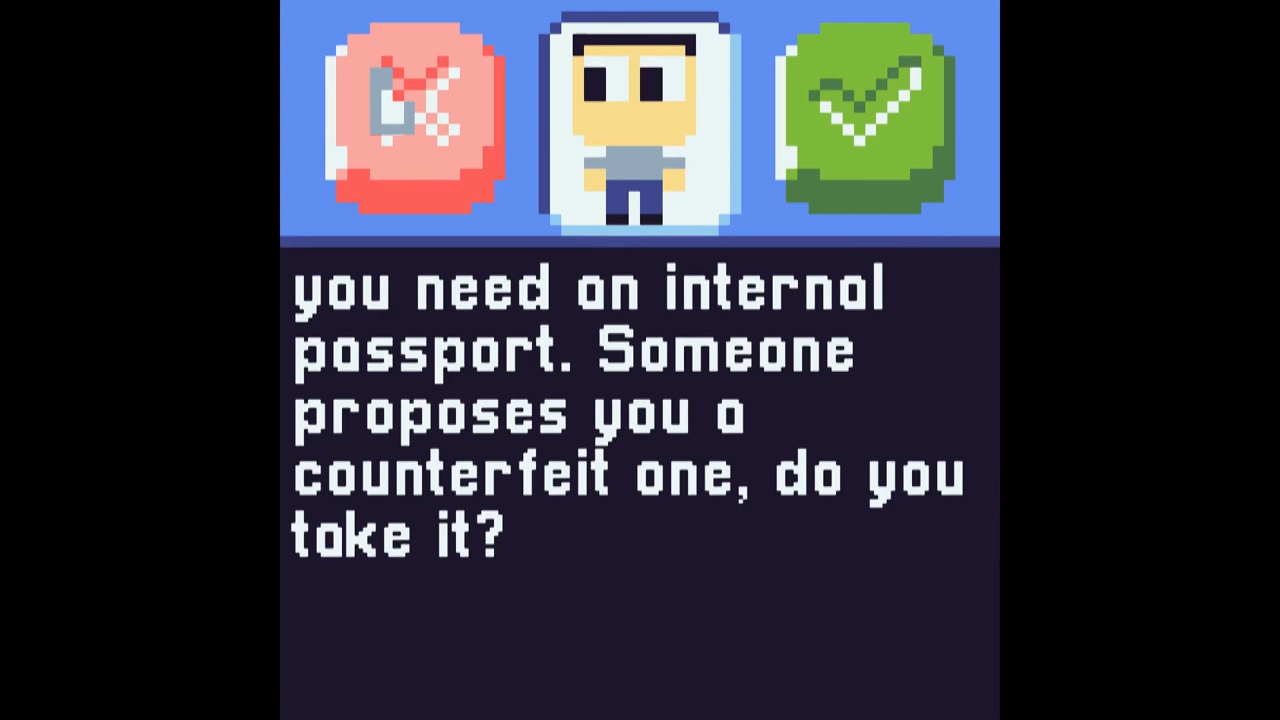 you need an internal
passport. Someone
proposes you a
counterfeit one, do you
take it?